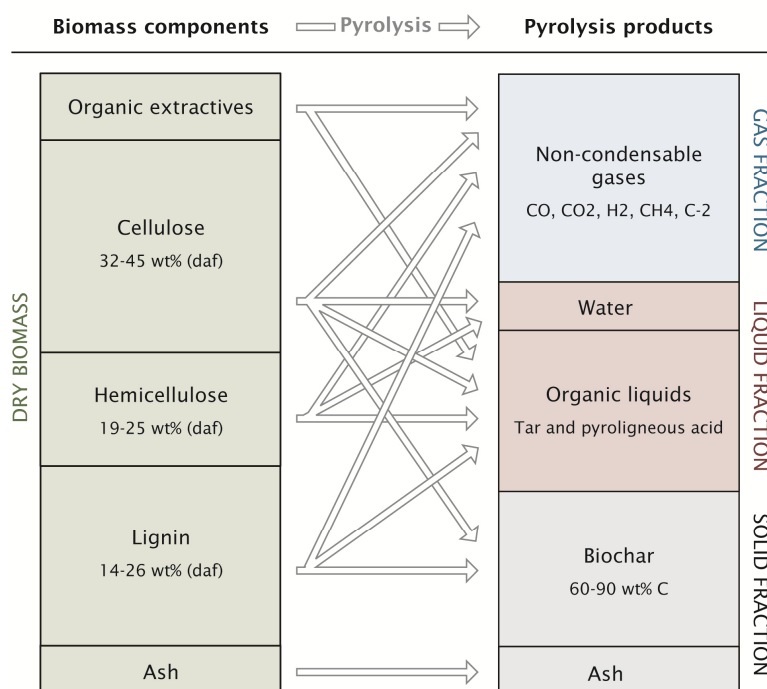 Biomass components
Pyrolysis
Pyrolysis products
DRY BIOMASS
Organic extractives
Cellulose
32-45 wt% (daf)
Hemicellulose
19-25 wt% (daf)
Lignin
14-26 wt% (daf)
Ash
Non-condensable
gases
CO, CO2, H2, CH4, C-2
Water
Organic liquids
Tar and pyroligneous acid
Biochar
60-90 wt% C
Ash
GAS FRACTION
LIQUID FRACTION
SOLID FRACTION